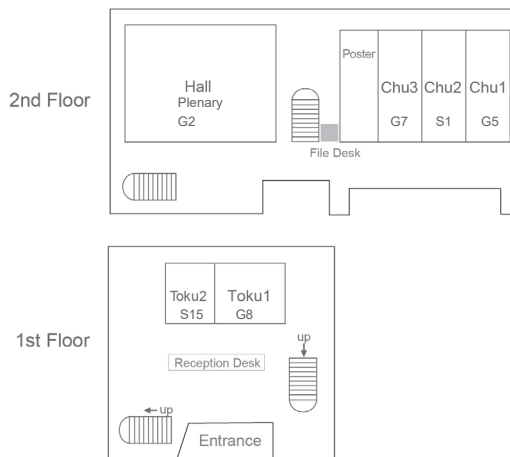 2nd Floor
Hall
Plenary
G2
File Desk
Poster
Chu3
G7
Chu2
S1
Chu1
G5
1st Floor
Toku2
S15
Toku1
G8
Reception Desk
up
up
Entrance